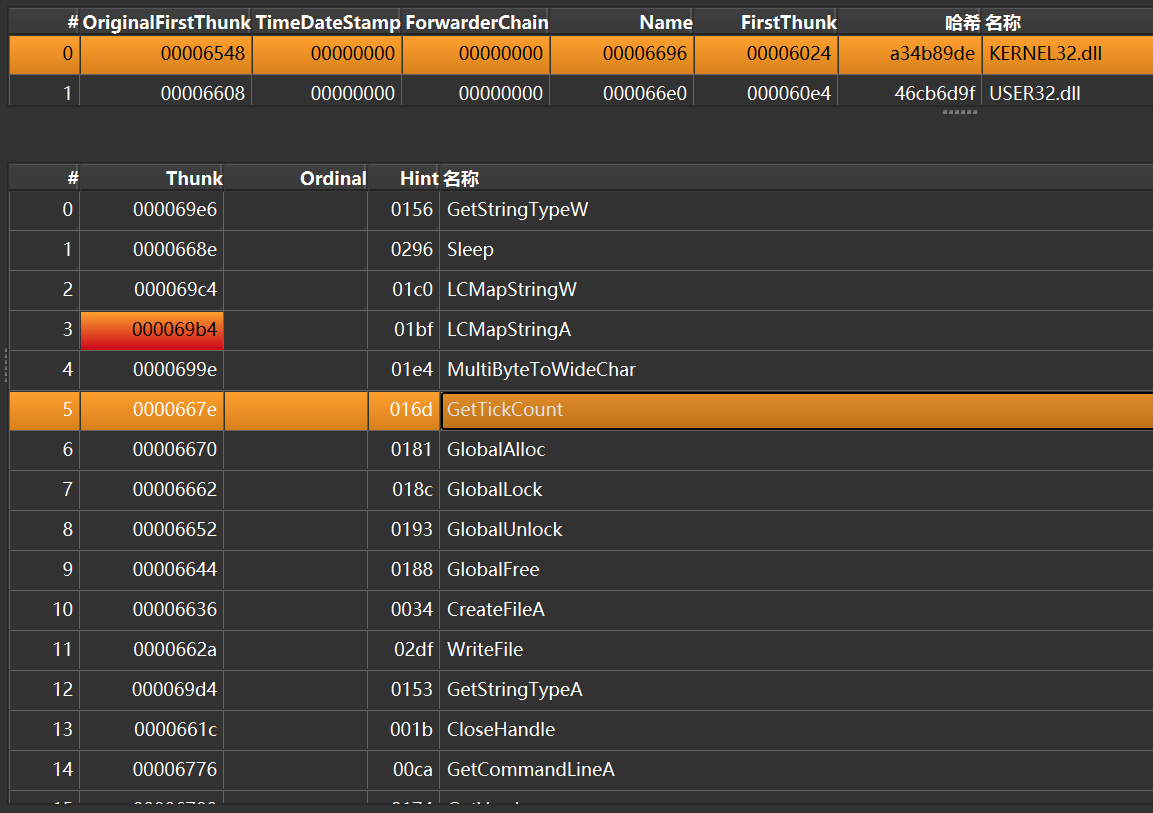 # OriginalFirstThunk TimeDateStamp ForwarderChain Name FirstThunk 哈希 名称
0 00006548 00000000 00000000 00006696 00006024 a34b89de KERNEL32.dll
1 00006608 00000000 00000000 000066e0 000060e4 46cb6d9f USER32.dll
# Thunk Ordinal Hint 名称
0 000069e6 0156 GetStringTypeW
1 0000668e 0296 Sleep
2 000069c4 01c0 LCMapStringW
3 000069b4 01bf LCMapStringA
4 0000699e 01e4 MultiByteToWideChar
5 0000667e 016d GetTickCount
6 00006670 0181 GlobalAlloc
7 00006662 018c GlobalLock
8 00006652 0193 GlobalUnlock
9 00006644 0188 GlobalFree
10 00006636 0034 CreateFileA
11 0000662a 02df WriteFile
12 000069d4 0153 GetStringTypeA
13 0000661c 001b CloseHandle
14 00006776 00ca GetCommandLineA